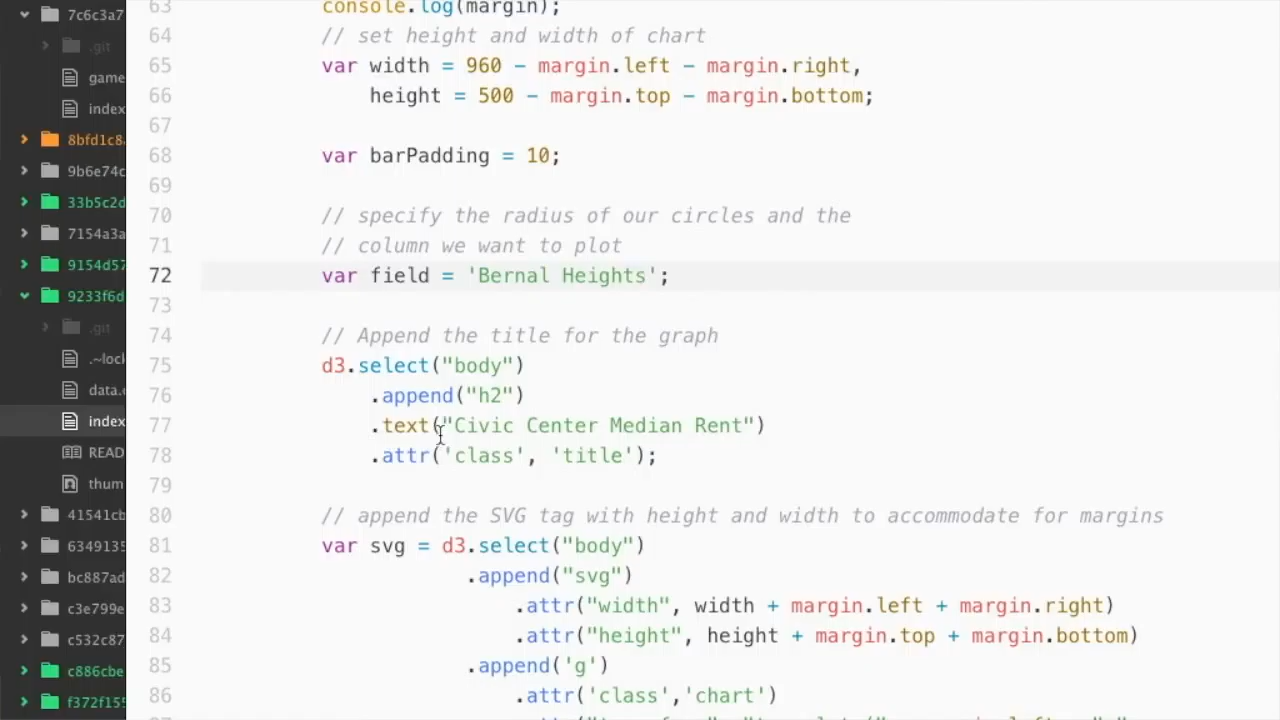 7c6c3a7
.git
game
index
8bfd1c8
9b6e74c
33b5c2d
7154a3a
9154d57
9233f6d
.git
.~lock
data.
index
READ
thum
41541cb
6349135
bc887ad
c3e799e
c532c87
c886cbe
f372f155
63 console.log(margin);
64 // set height and width of chart
65 var width = 960 - margin.left - margin.right,
66 height = 500 - margin.top - margin.bottom;
67
68 var barPadding = 10;
69
70 // specify the radius of our circles and the
71 // column we want to plot
72 var field = 'Bernal Heights';
73
74 // Append the title for the graph
75 d3.select("body")
76 .append("h2")
77 .text("Civic Center Median Rent")
78 .attr('class', 'title');
79
80 // append the SVG tag with height and width to accommodate for margins
81 var svg = d3.select("body")
82 .append("svg")
83 .attr("width", width + margin.left + margin.right)
84 .attr("height", height + margin.top + margin.bottom)
85 .append('g')
86 .attr('class','chart')